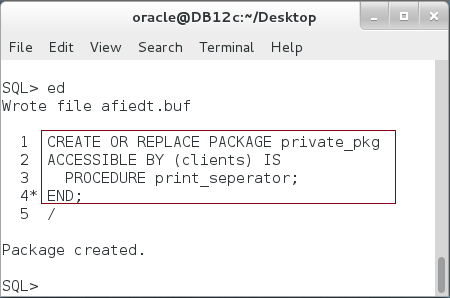 oracle@DB12c:~/Desktop
File Edit View Search Terminal Help
SQL> ed
Wrote file afiedt.buf
1 CREATE OR REPLACE PACKAGE private_pkg
2 ACCESSIBLE BY (clients) IS
3 PROCEDURE print_seperator;
4* END;
5 /
Package created.
SQL>